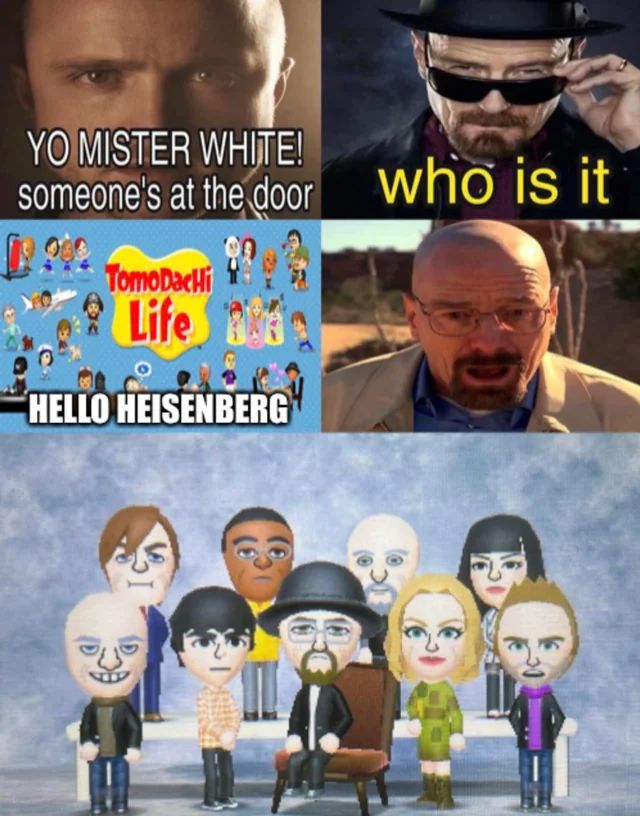 YO MISTER WHITE!
someone's at the door
who is it
TomoDacHi
Life
HELLO HEISENBERG